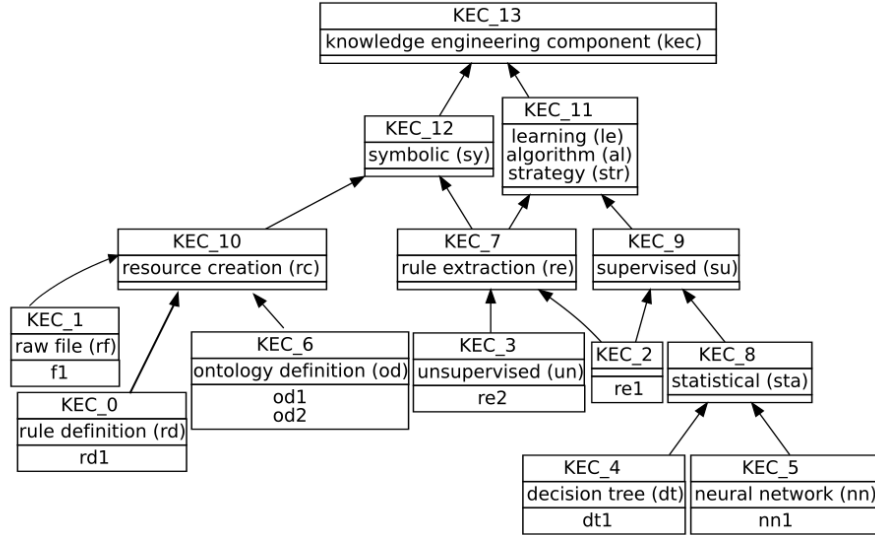 KEC_13
knowledge engineering component (kec)
KEC_12
symbolic (sy)
KEC_11
learning (le)
algorithm (al)
strategy (str)
KEC_10
resource creation (rc)
KEC_7
rule extraction (re)
KEC_9
supervised (su)
KEC_1
raw file (rf)
f1
KEC_6
ontology definition (od)
od1
od2
KEC_3
unsupervised (un)
re2
KEC_2
re1
KEC_8
statistical (sta)
KEC_0
rule definition (rd)
rd1
KEC_4
decision tree (dt)
dt1
KEC_5
neural network (nn)
nn1